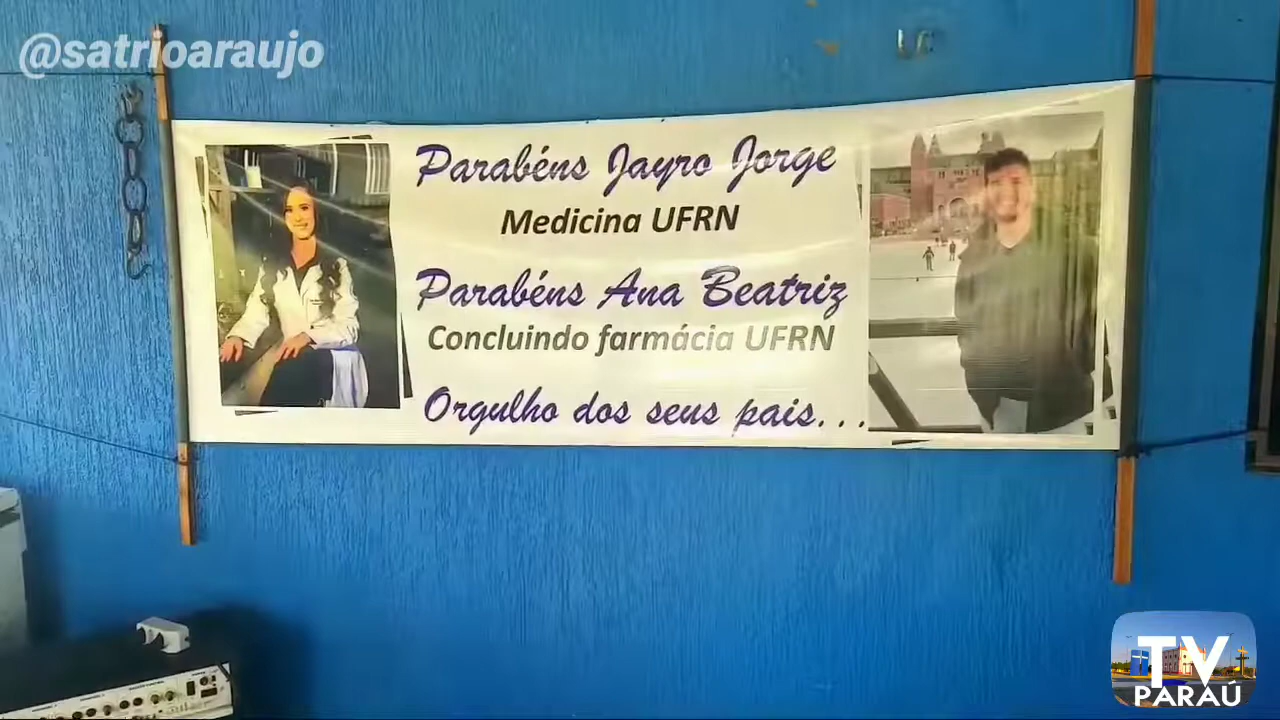 @satrioaraujo
Parabéns Jayro Jorge
Medicina UFRN
Parabéns Ana Beatriz
Concluindo farmácia UFRN
Orgulho dos seus pais...
TV
PARAÚ